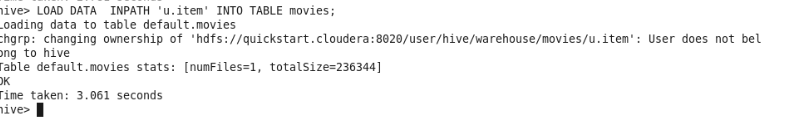 hive> LOAD DATA  INPATH 'u.item' INTO TABLE movies;
Loading data to table default.movies
chgrp: changing ownership of 'hdfs://quickstart.cloudera:8020/user/hive/warehouse/movies/u.item': User does not bel
ong to hive
Table default.movies stats: [numFiles=1, totalSize=236344]
OK
Time taken: 3.061 seconds
hive>